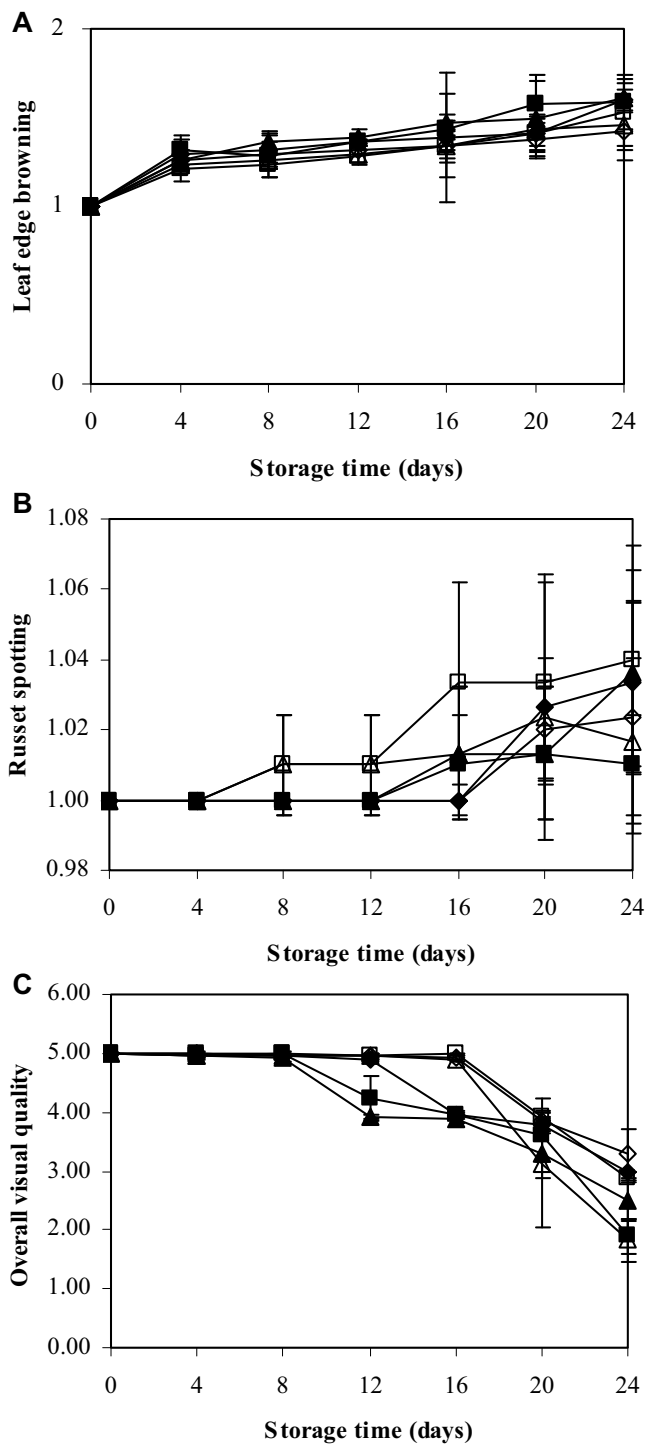 A
2
1
0
Leaf edge browning
0 4 8 12 16 20 24
Storage time (days)
B
1.08
1.06
1.04
1.02
1.00
0.98
Russet spotting
0 4 8 12 16 20 24
Storage time (days)
C
6.00
5.00
4.00
3.00
2.00
1.00
0.00
Overall visual quality
0 4 8 12 16 20 24
Storage time (days)